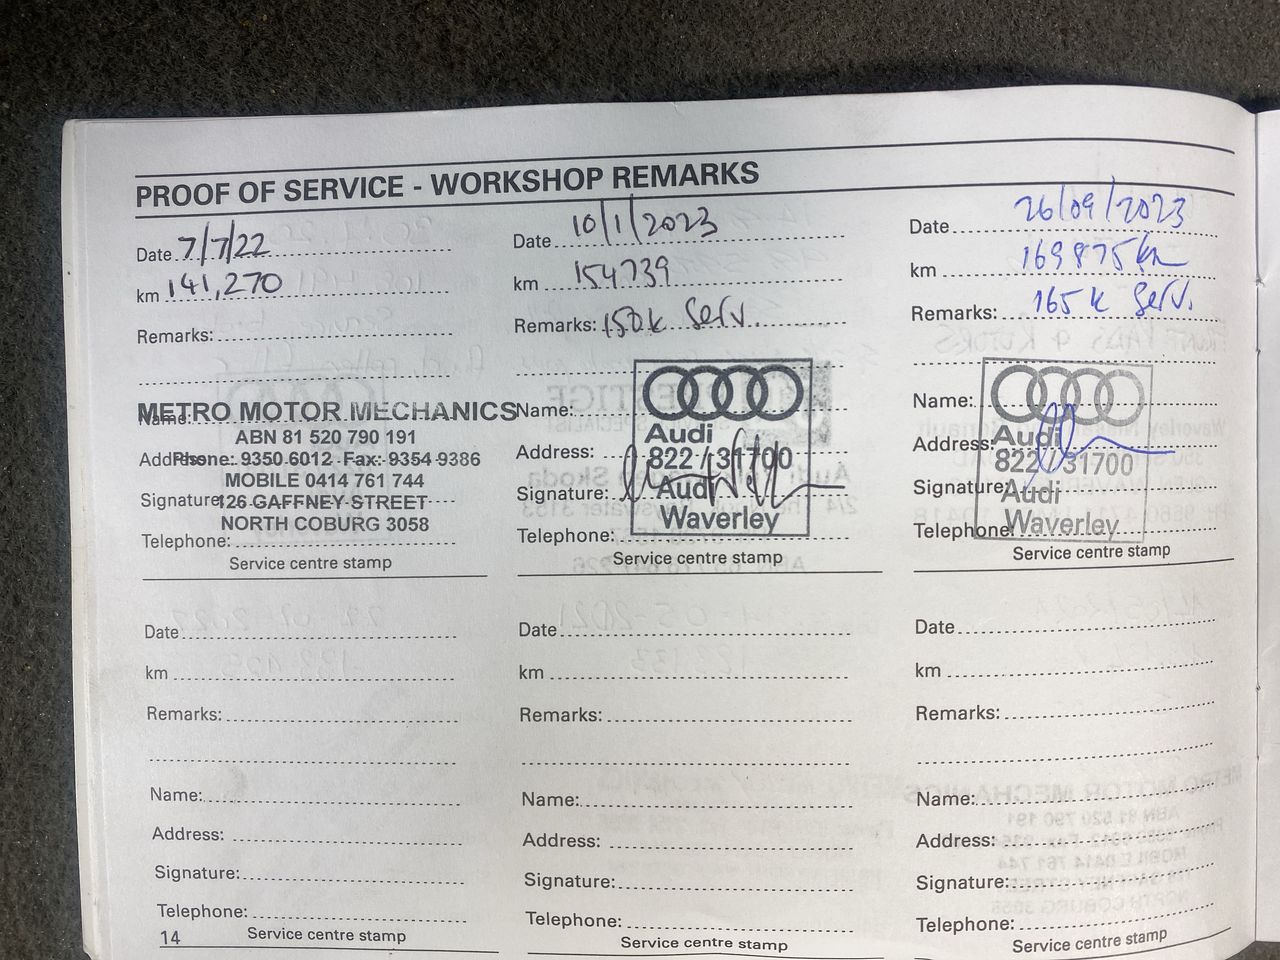 PROOF OF SERVICE - WORKSHOP REMARKS
Date 7/7/22
km 141,270
Remarks:
Name:
METRO MOTOR MECHANICS
ABN 81 520 790 191
Address:
Phone: 9350 6012 Fax: 9354 9386
MOBILE 0414 761 744
Signature:
126 GAFFNEY STREET
NORTH COBURG 3058
Telephone:
Service centre stamp
Date 10/1/2023
km 154739
Remarks: 150k Serv.
Name:
Audi
Address: 822 / 31700
Signature: Audi
Waverley
Telephone:
Service centre stamp
Date 26/09/2023
km 169875 km
Remarks: 165 k Serv.
Name:
Address: Audi
822 / 31700
Signature: Audi
Telephone: Waverley
Service centre stamp
Date
km
Remarks:
Name:
Address:
Signature:
Telephone:
14
Service centre stamp
Date
km
Remarks:
Name:
Address:
Signature:
Telephone:
Service centre stamp
Date
km
Remarks:
Name:
Address:
Signature:
Telephone:
Service centre stamp